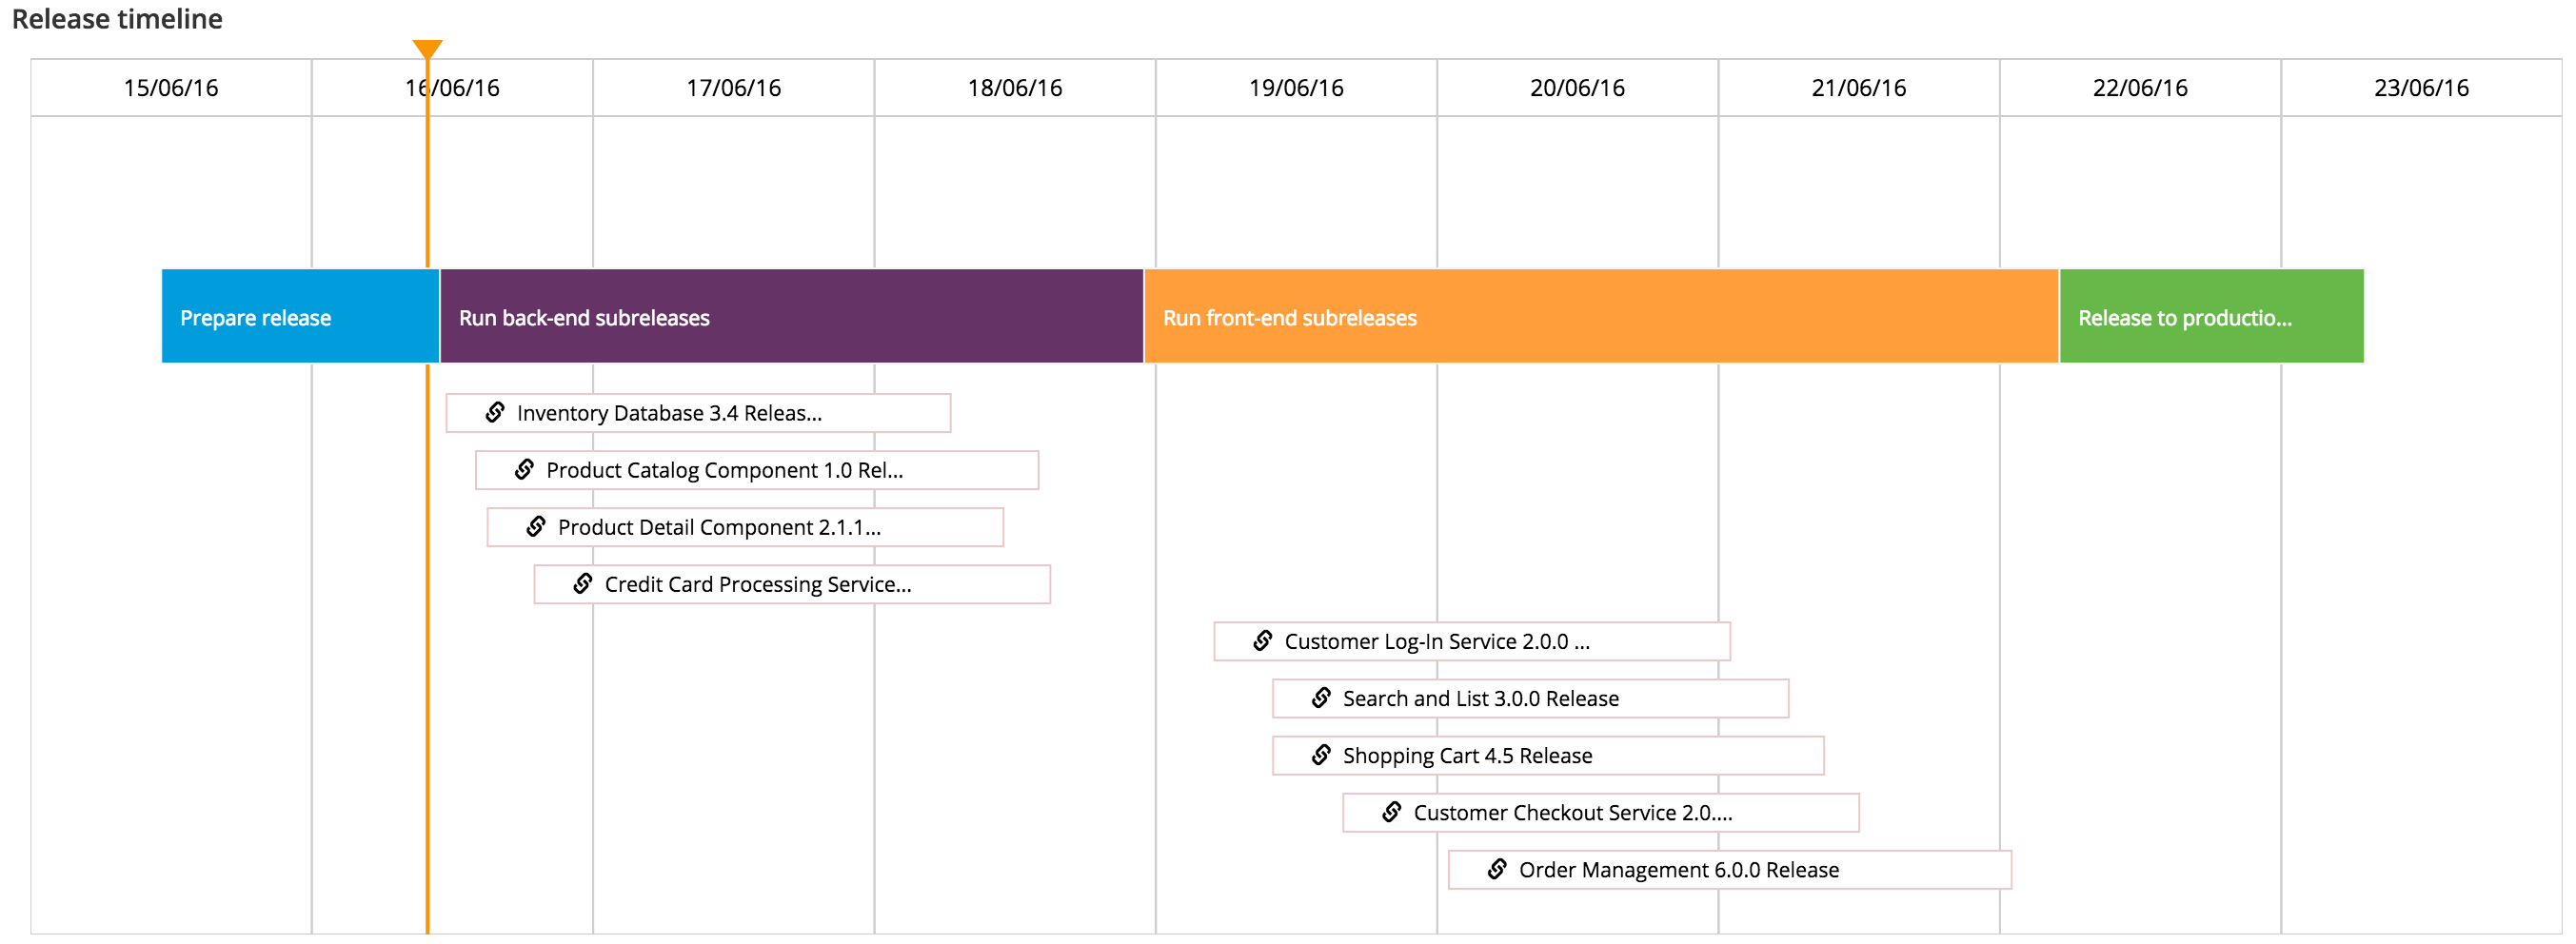 Release timeline
15/06/16 16/06/16 17/06/16 18/06/16 19/06/16 20/06/16 21/06/16 22/06/16 23/06/16
Prepare release Run back-end subreleases Run front-end subreleases Release to productio...
Inventory Database 3.4 Releas...
Product Catalog Component 1.0 Rel...
Product Detail Component 2.1.1...
Credit Card Processing Service...
Customer Log-In Service 2.0.0 ...
Search and List 3.0.0 Release
Shopping Cart 4.5 Release
Customer Checkout Service 2.0....
Order Management 6.0.0 Release